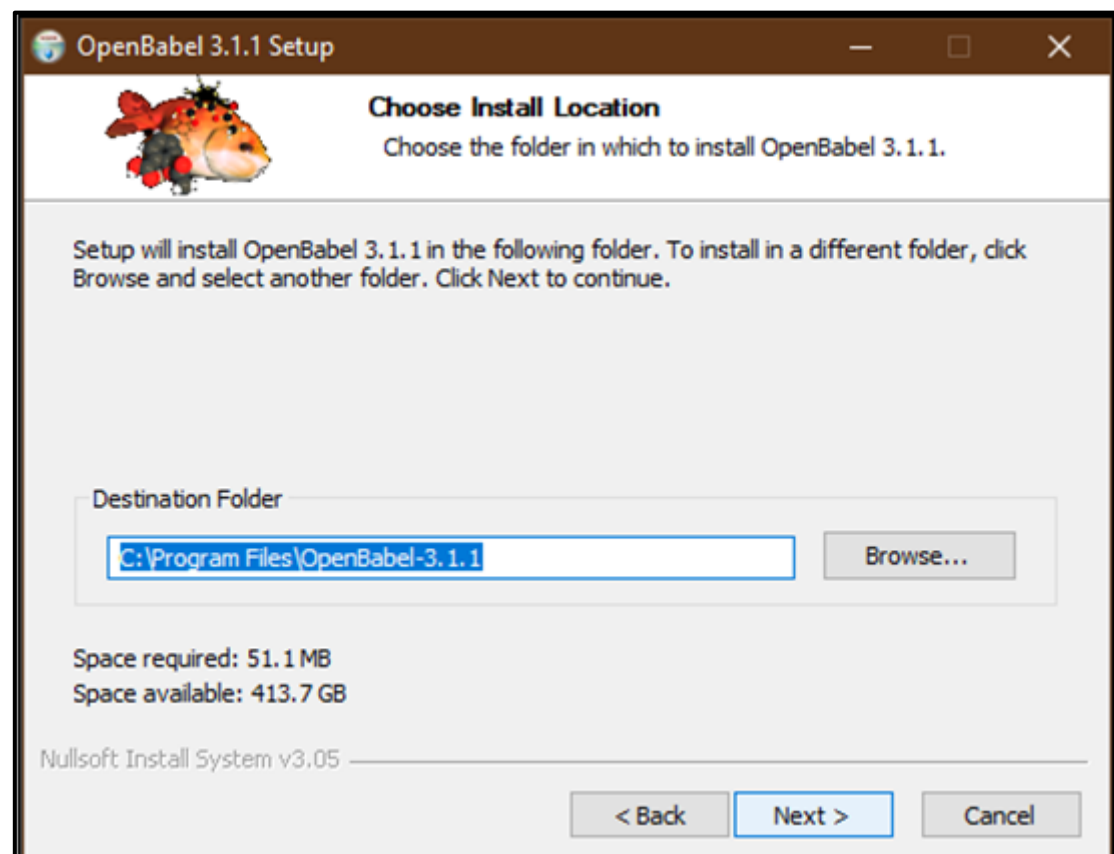 OpenBabel 3.1.1 Setup
Choose Install Location
Choose the folder in which to install OpenBabel 3.1.1.
Setup will install OpenBabel 3.1.1 in the following folder. To install in a different folder, click
Browse and select another folder. Click Next to continue.
Destination Folder
C:\Program Files\OpenBabel-3.1.1
Browse...
Space required: 51.1 MB
Space available: 413.7 GB
Nullsoft Install System v3.05
< Back Next > Cancel